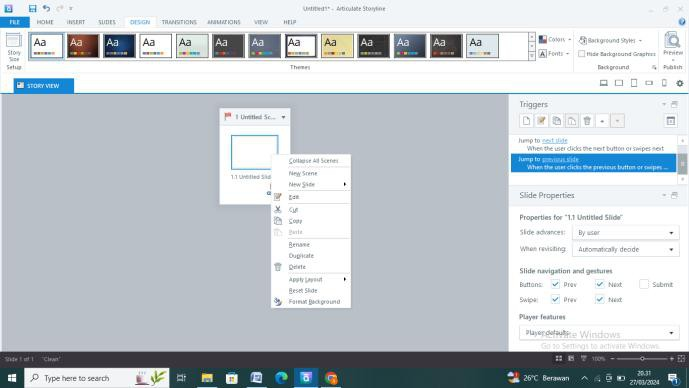 Untitled1* - Articulate Storyline
FILE HOME INSERT SLIDES DESIGN TRANSITIONS ANIMATIONS VIEW HELP
Story Size
Setup
Aa Aa Aa Aa Aa Aa Aa Aa Aa Aa Aa Aa Aa
Themes
Colors
Fonts
Background Styles
Hide Background Graphics
Background
Preview
Publish
STORY VIEW
1 Untitled Sc...
1.1 Untitled Slide
Collapse All Scenes
New Scene
New Slide
Edit
Cut
Copy
Paste
Rename
Duplicate
Delete
Apply Layout
Reset Slide
Format Background
Triggers
Jump to next slide
When the user clicks the next button or swipes next
Jump to previous slide
When the user clicks the previous button or swipes ...
Slide Properties
Properties for "1.1 Untitled Slide"
Slide advances: By user
When revisiting: Automatically decide
Slide navigation and gestures
Buttons: Prev Next Submit
Swipe: Prev Next
Player features
Player defaults
Activate Windows
Go to Settings to activate Windows.
Slide 1 of 1 "Clean"
100%
Type here to search
26°C Berawan
20.31
27/03/2024